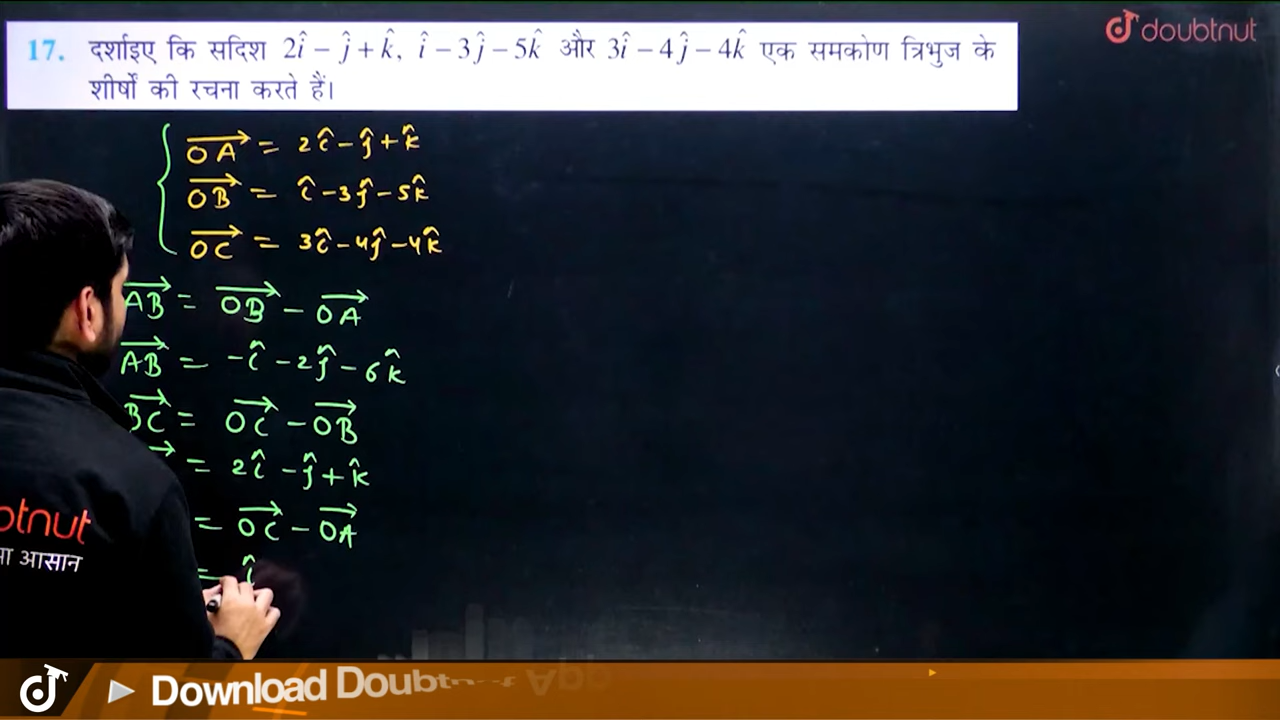 doubtnut
17. दर्शाइए कि सदिश 2î − ĵ + k̂, î − 3ĵ − 5k̂ और 3î − 4ĵ − 4k̂ एक समकोण त्रिभुज के
शीर्षों की रचना करते हैं।
OA⃗ = 2î − ĵ + k̂
OB⃗ = î − 3ĵ − 5k̂
OC⃗ = 3î − 4ĵ − 4k̂
AB⃗ = OB⃗ − OA⃗
AB⃗ = −î − 2ĵ − 6k̂
BC⃗ = OC⃗ − OB⃗
= 2î − ĵ + k̂
= OC⃗ − OA⃗
= î
otnut
आसान
Download